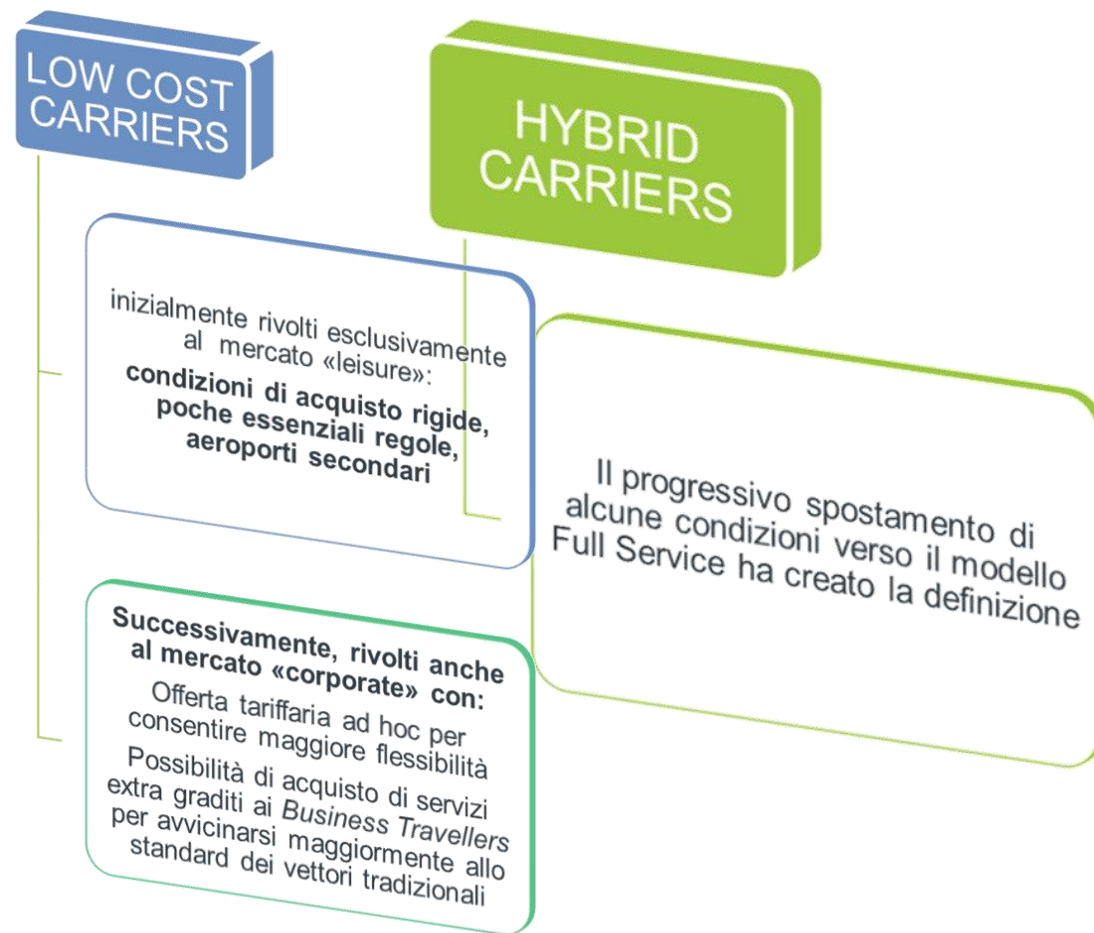 LOW COST
CARRIERS
inizialmente rivolti esclusivamente
al mercato «leisure»:
condizioni di acquisto rigide,
poche essenziali regole,
aeroporti secondari
Successivamente, rivolti anche
al mercato «corporate» con:
Offerta tariffaria ad hoc per
consentire maggiore flessibilità
Possibilità di acquisto di servizi
extra graditi ai Business Travellers
per avvicinarsi maggiormente allo
standard dei vettori tradizionali
HYBRID
CARRIERS
Il progressivo spostamento di
alcune condizioni verso il modello
Full Service ha creato la definizione